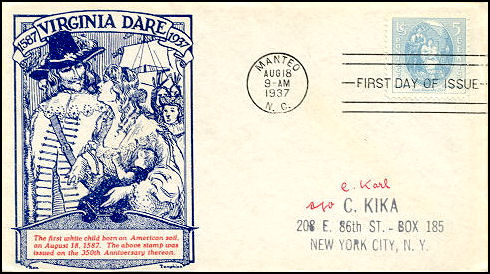 1587 VIRGINIA DARE 1937
The first white child born on American soil,
on August 18, 1587. The above stamp was
issued on the 350th Anniversary thereon.
MANTEO
AUG 18
9-AM
1937
N. C.
FIRST DAY OF ISSUE
5
c. Karl
C. KIKA
208 E. 86th ST. - BOX 185
NEW YORK CITY, N. Y.